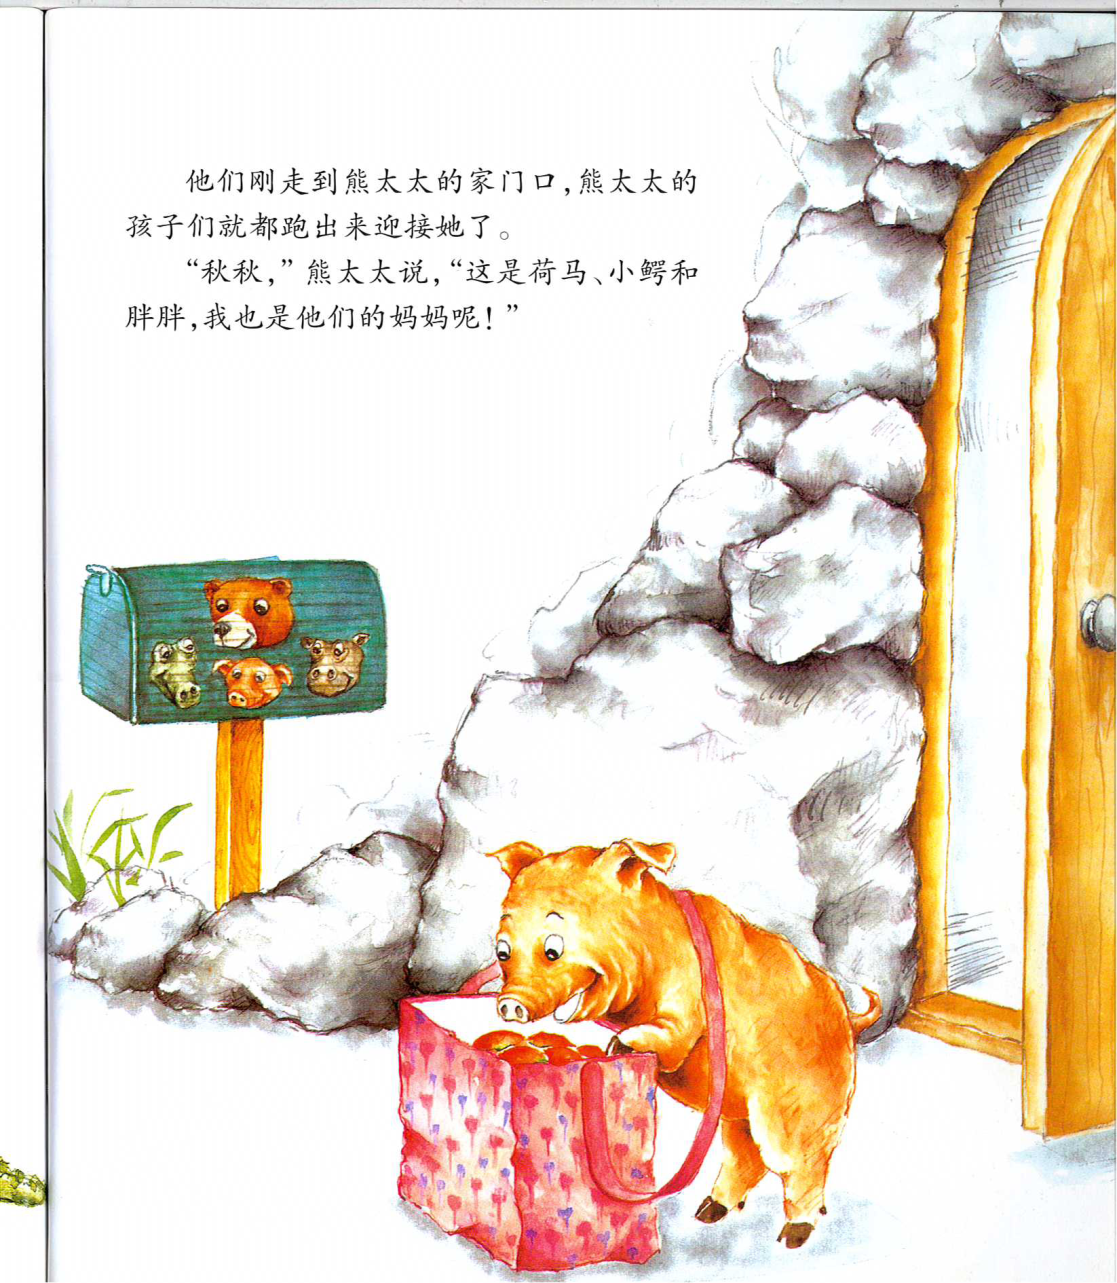 他们刚走到熊太太的家门口，熊太太的
孩子们就都跑出来迎接她了。
“秋秋，”熊太太说，“这是荷马、小鳄和
胖胖，我也是他们的妈妈呢！”